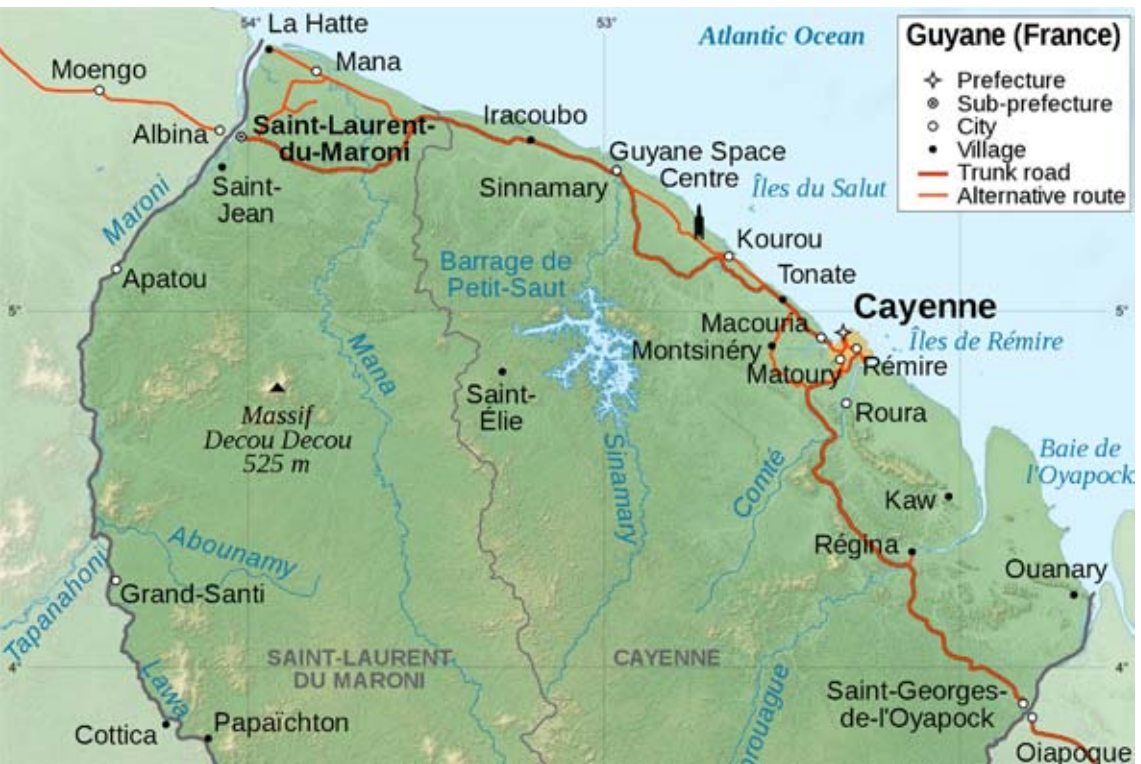 54°
53°
La Hatte
Atlantic Ocean
Guyane (France)
Prefecture
Sub-prefecture
City
Village
Trunk road
Alternative route
Moengo
Mana
Albina
Saint-Laurent-
du-Maroni
Iracoubo
Guyane Space
Centre
Sinnamary
Îles du Salut
Saint-
Jean
Maroni
Kourou
Apatou
Barrage de
Petit-Saut
Tonate
5°
5°
Cayenne
Macouria
Îles de Rémire
Montsinéry
Matoury
Rémire
Mana
Massif
Decou Decou
525 m
Saint-
Élie
Roura
Sinamary
Comté
Baie de
l'Oyapock
Kaw
Abounamy
Régina
Ouanary
Tapanahoni
Grand-Santi
4°
4°
SAINT-LAURENT
DU MARONI
CAYENNE
Lawa
Saint-Georges-
de-l'Oyapock
Cottica
Papaïchton
prouague
Oiapoque